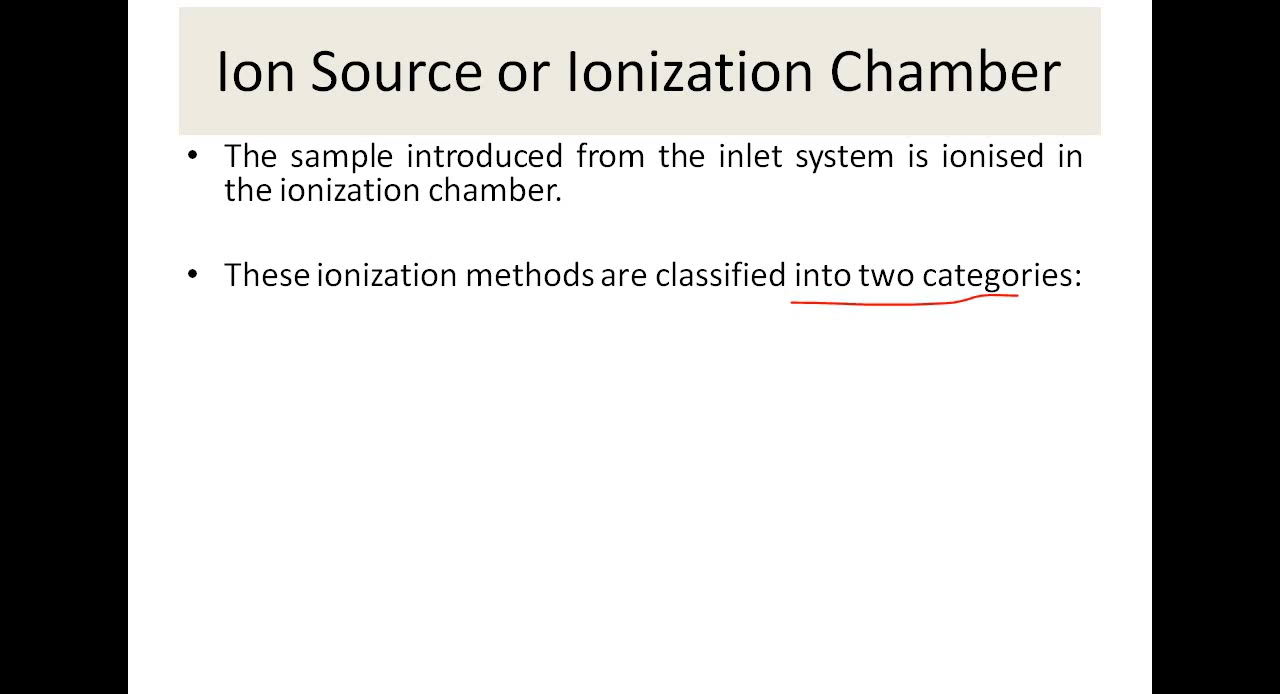 Ion Source or Ionization Chamber
• The sample introduced from the inlet system is ionised in
the ionization chamber.
• These ionization methods are classified into two categories: